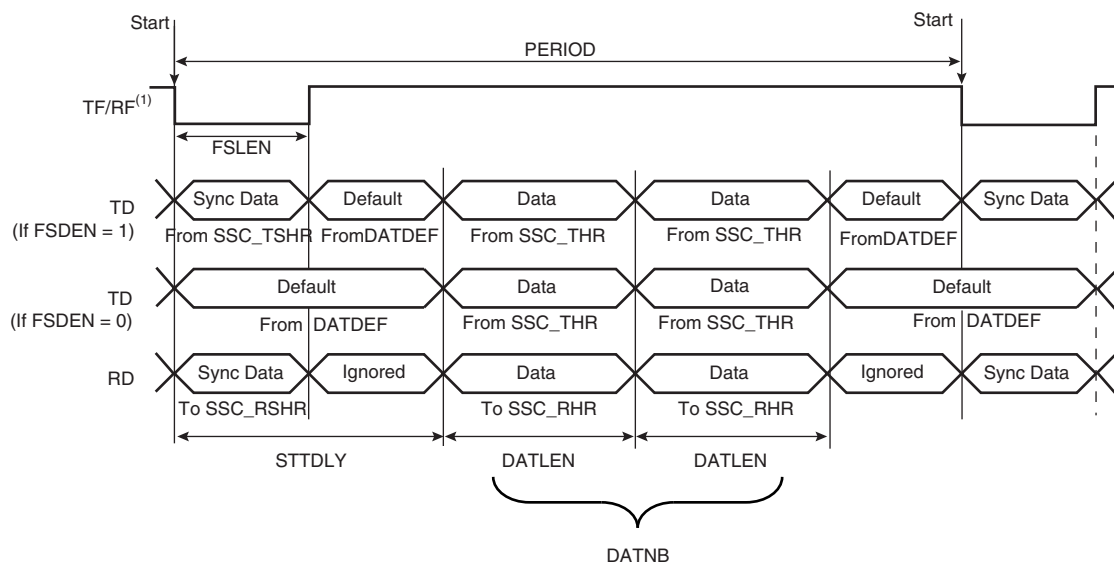 Start
Start
PERIOD
TF/RF(1)
FSLEN
TD
(If FSDEN = 1)
Sync Data
Default
Data
Data
Default
Sync Data
From SSC_TSHR
FromDATDEF
From SSC_THR
From SSC_THR
FromDATDEF
TD
(If FSDEN = 0)
Default
Data
Data
Default
From DATDEF
From SSC_THR
From SSC_THR
From DATDEF
RD
Sync Data
Ignored
Data
Data
Ignored
Sync Data
To SSC_RSHR
To SSC_RHR
To SSC_RHR
STTDLY
DATLEN
DATLEN
DATNB